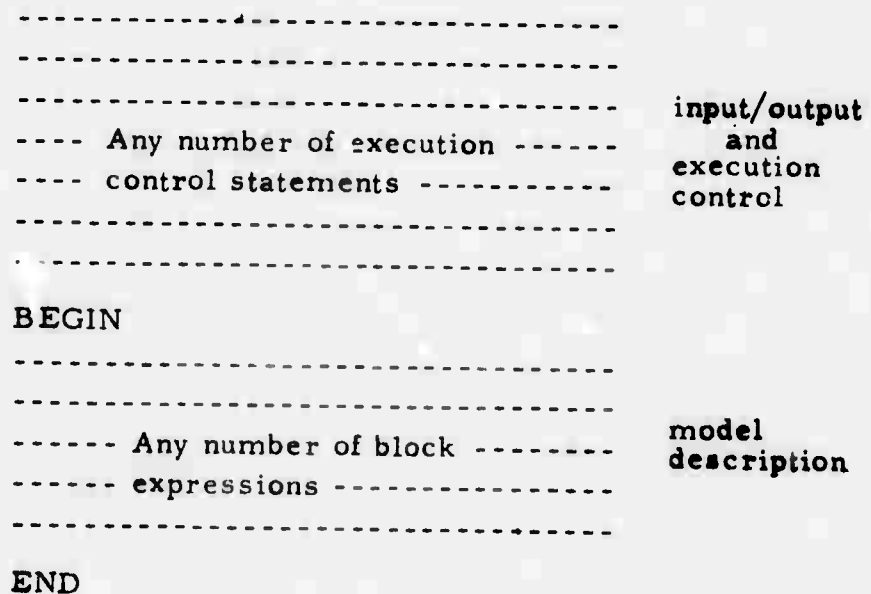 ---------------------------------
---------------------------------
---------------------------------
---- Any number of execution ------
---- control statements -----------
---------------------------------
---------------------------------
input/output
and
execution
control
BEGIN
---------------------------------
---------------------------------
------ Any number of block --------
------ expressions ---------------
---------------------------------
model
description
END